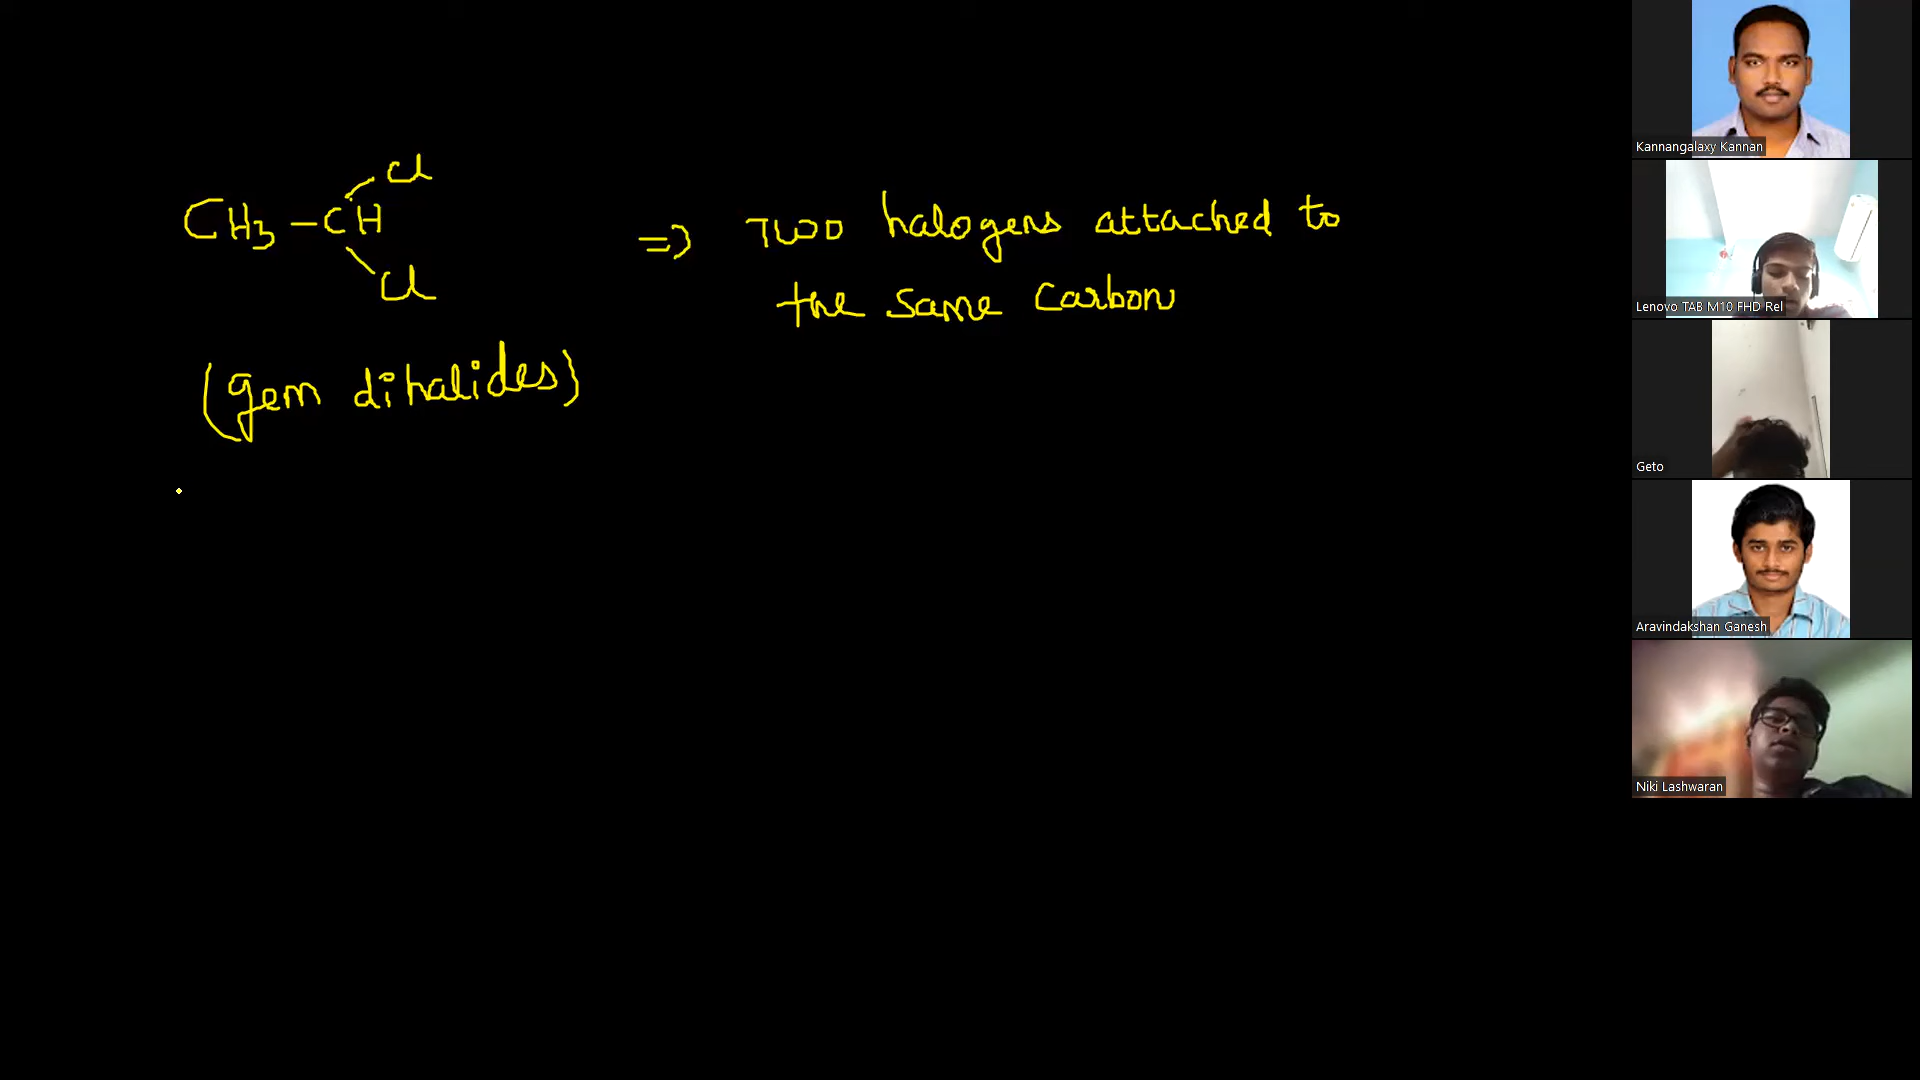 Cl
CH3 - CH
Cl
(gem dihalides)
=> Two halogens attached to
the same carbon
Kannangalaxy Kannan
Lenovo TAB M10 FHD Rel
Geto
Aravindakshan Ganesh
Niki Lashwaran